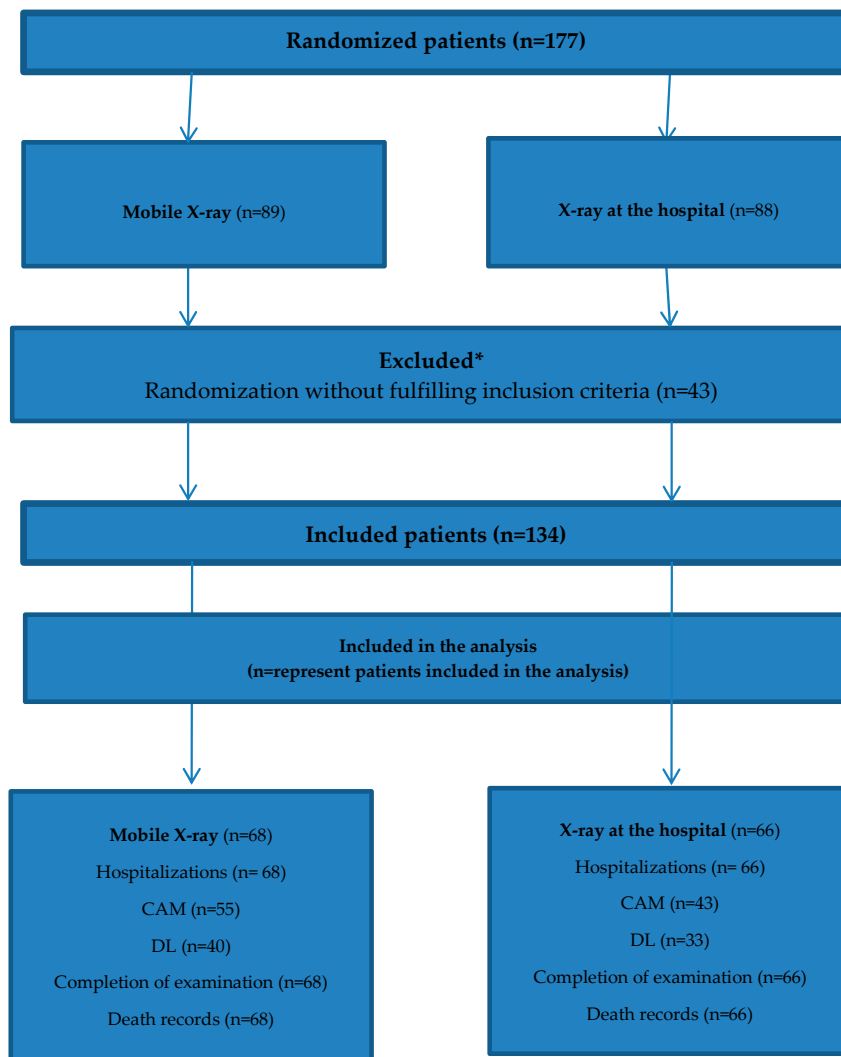 Randomized patients (n=177)
Mobile X-ray (n=89)
X-ray at the hospital (n=88)
Excluded*
Randomization without fulfilling inclusion criteria (n=43)
Included patients (n=134)
Included in the analysis
(n=represent patients included in the analysis)
Mobile X-ray (n=68)
Hospitalizations (n= 68)
CAM (n=55)
DL (n=40)
Completion of examination (n=68)
Death records (n=68)
X-ray at the hospital (n=66)
Hospitalizations (n= 66)
CAM (n=43)
DL (n=33)
Completion of examination (n=66)
Death records (n=66)